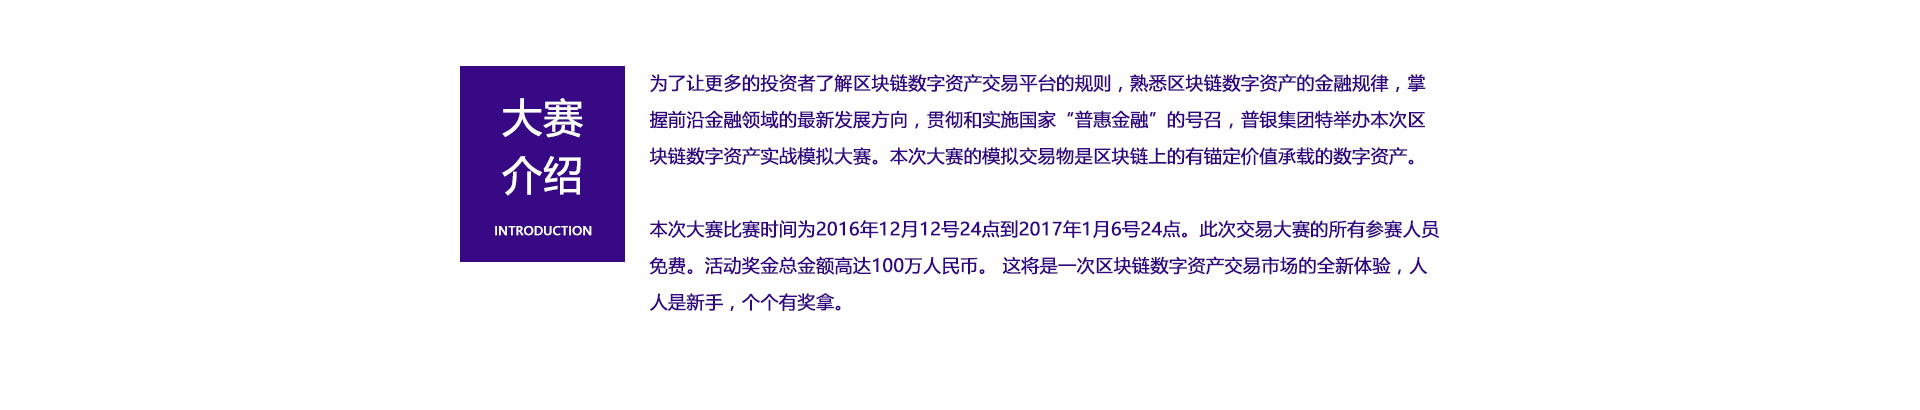 大赛
介绍
INTRODUCTION
为了让更多的投资者了解区块链数字资产交易平台的规则，熟悉区块链数字资产的金融规律，掌
握前沿金融领域的最新发展方向，贯彻和实施国家“普惠金融”的号召，普银集团特举办本次区
块链数字资产实战模拟大赛。本次大赛的模拟交易物是区块链上的有锚定价值承载的数字资产。
本次大赛比赛时间为2016年12月12号24点到2017年1月6号24点。此次交易大赛的所有参赛人员
免费。活动奖金总金额高达100万人民币。 这将是一次区块链数字资产交易市场的全新体验，人
人是新手，个个有奖拿。